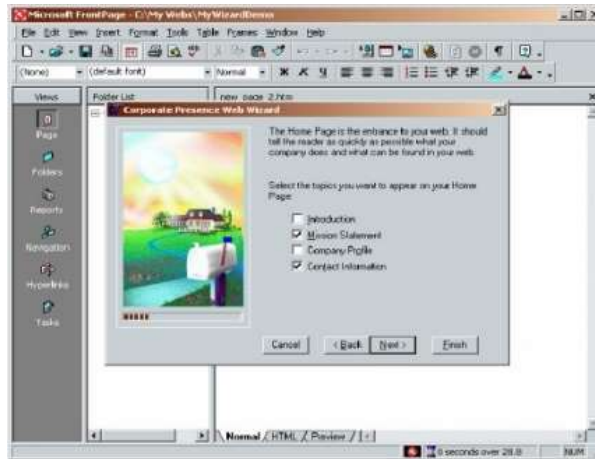 Microsoft FrontPage - C:\My Webs\MyWizardDemo
File Edit View Insert Format Tools Table Frames Window Help
(None) (default font) Normal
Views Folder List new_page_2.htm
Corporate Presence Web Wizard
The Home Page is the entrance to your web. It should
tell the reader as quickly as possible what your
company does and what can be found in your web.
Select the topics you want to appear on your Home
Page:
Introduction
Mission Statement
Company Profile
Contact Information
Cancel < Back Next > Finish
Page
Folders
Reports
Navigation
Hyperlinks
Tasks
Normal HTML Preview
0 seconds over 28.8 NUM